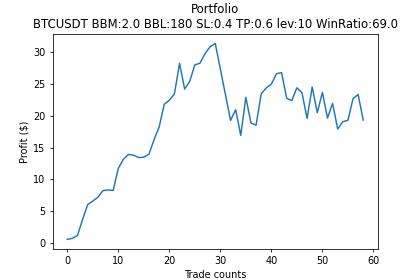 Portfolio
BTCUSDT BBM:2.0 BBL:180 SL:0.4 TP:0.6 lev:10 WinRatio:69.0
Profit ($)
30
25
20
15
10
5
0
0 10 20 30 40 50 60
Trade counts